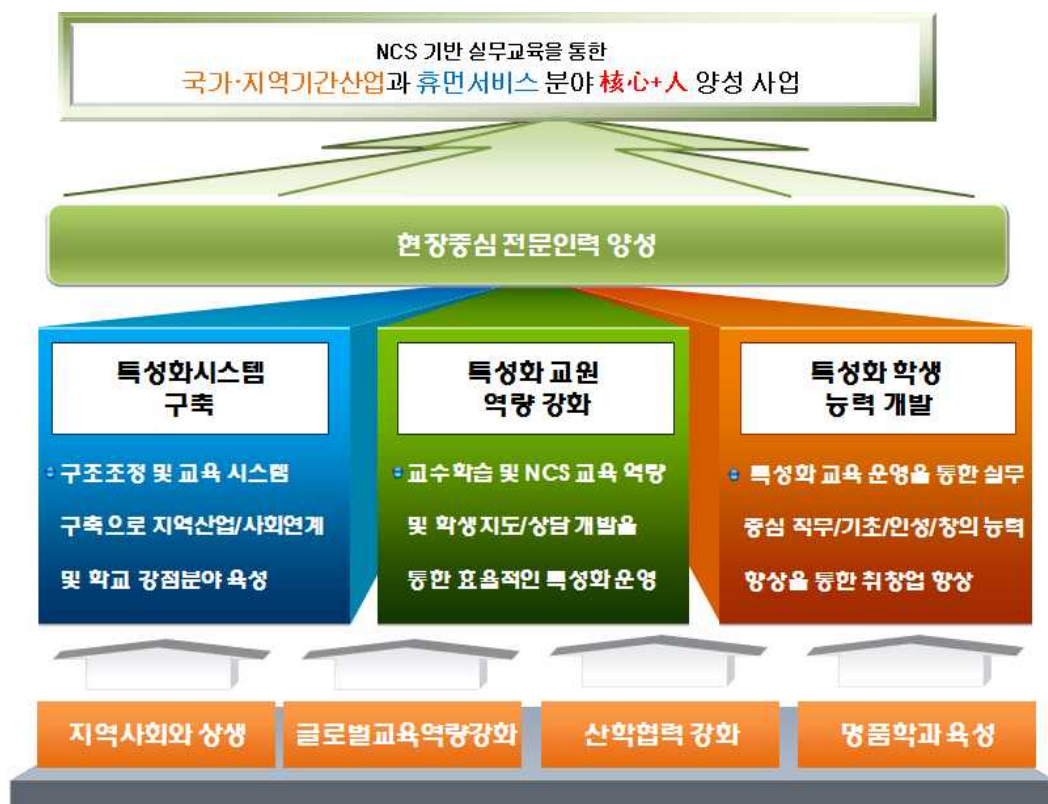 NCS 기반 실무교육을 통한
국가·지역기간산업과 휴먼서비스 분야 核心+人 양성 사업
현장중심 전문인력 양성
특성화시스템
구축
구조조정 및 교육 시스템
구축으로 지역산업/사회연계
및 학교 강점분야 육성
특성화 교원
역량 강화
교수학습 및 NCS 교육 역량
및 학생지도/상담 개발을
통한 효율적인 특성화 운영
특성화 학생
능력 개발
특성화 교육 운영을 통한 실무
중심 직무/기초/인성/창의 능력
향상을 통한 취창업 향상
지역사회와 상생
글로벌교육역량강화
산학협력 강화
명품학과 육성